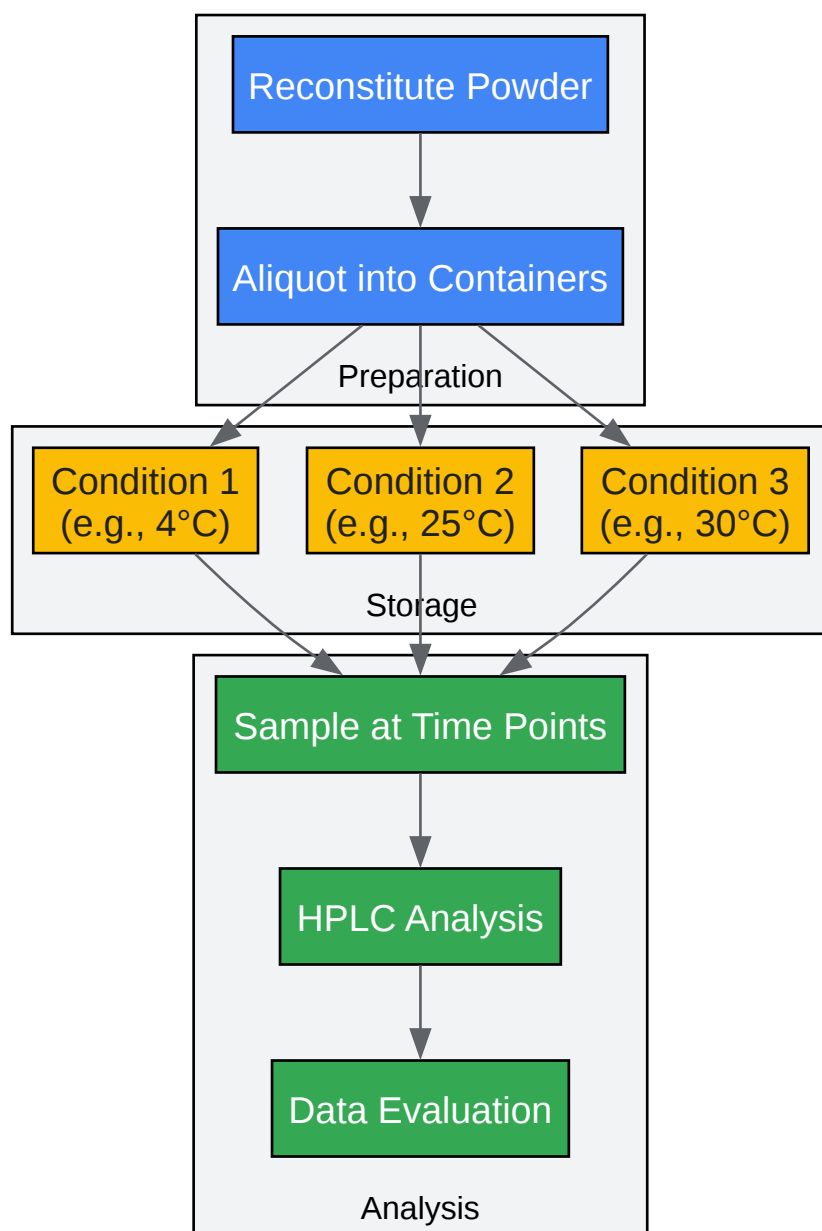 Reconstitute Powder
Aliquot into Containers
Preparation
Condition 1
(e.g., 4°C)
Condition 2
(e.g., 25°C)
Condition 3
(e.g., 30°C)
Storage
Sample at Time Points
HPLC Analysis
Data Evaluation
Analysis